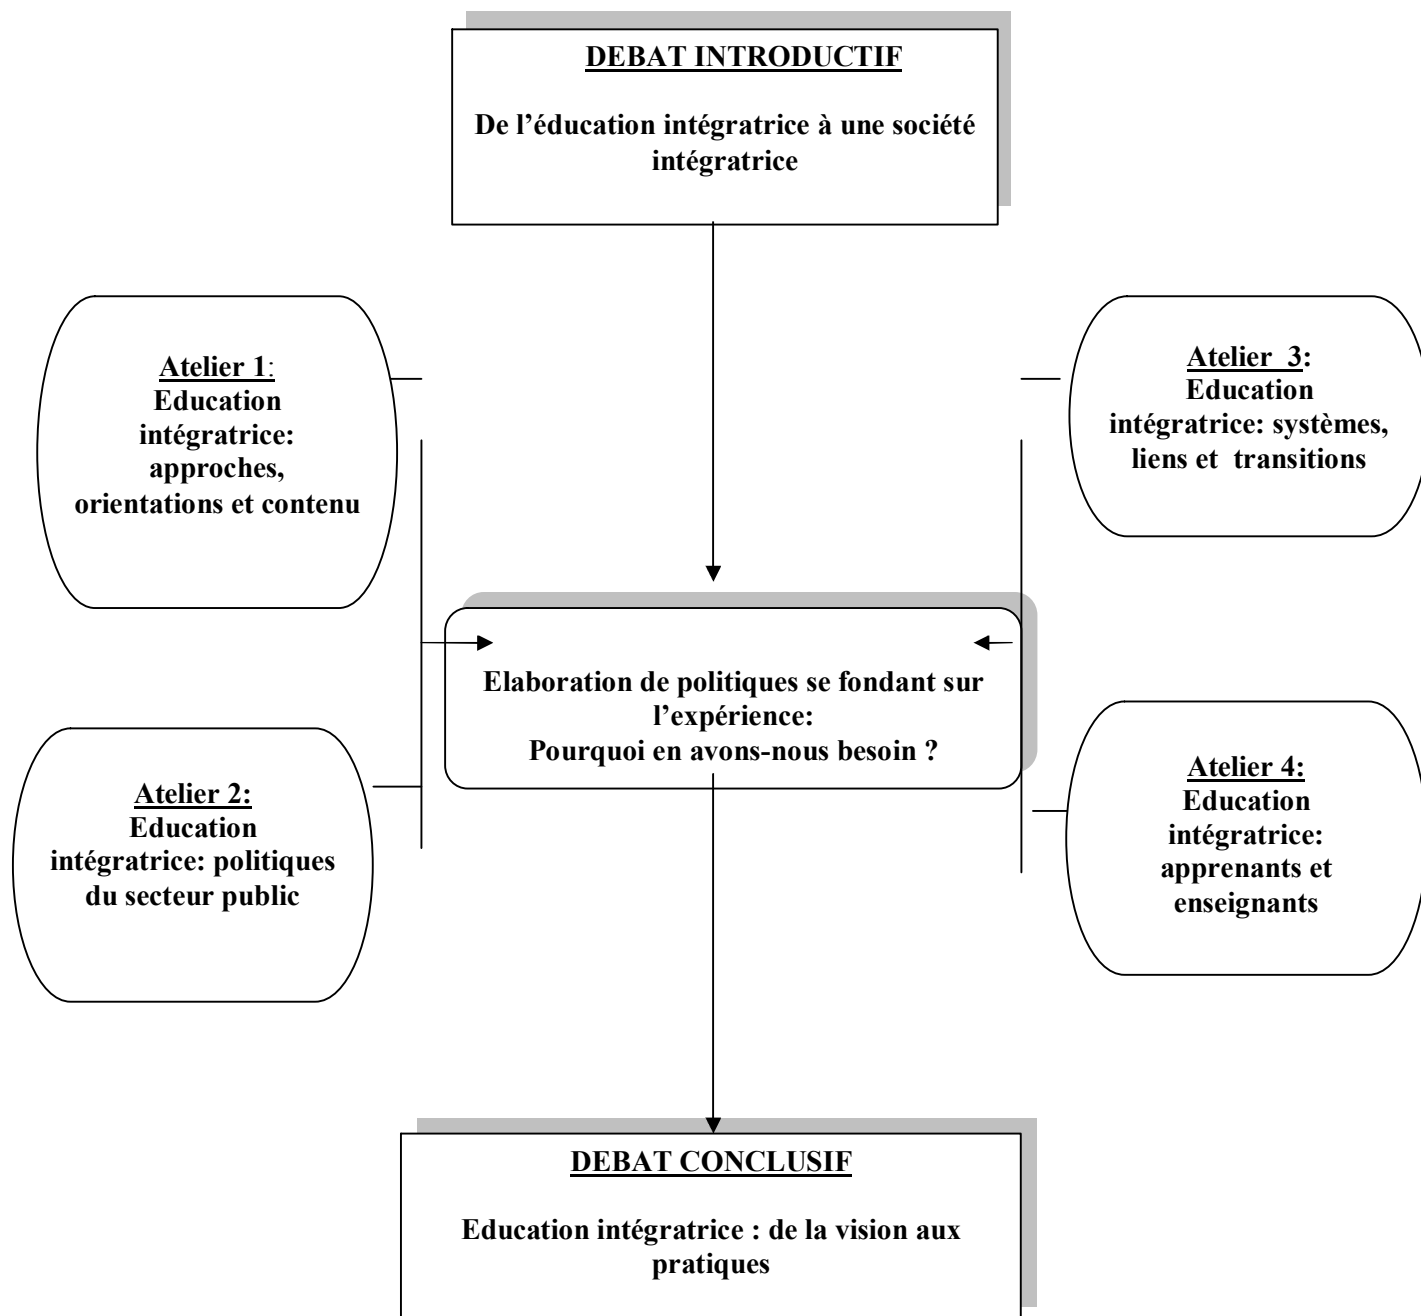 DEBAT INTRODUCTIF
De l’éducation intégratrice à une société
intégratrice
Atelier 1:
Education
intégratrice:
approches,
orientations et contenu
Atelier  3:
Education
intégratrice: systèmes,
liens et  transitions
Elaboration de politiques se fondant sur
l’expérience:
Pourquoi en avons-nous besoin ?
Atelier 2:
Education
intégratrice: politiques
du secteur public
Atelier 4:
Education
intégratrice:
apprenants et
enseignants
DEBAT CONCLUSIF
Education intégratrice : de la vision aux
pratiques